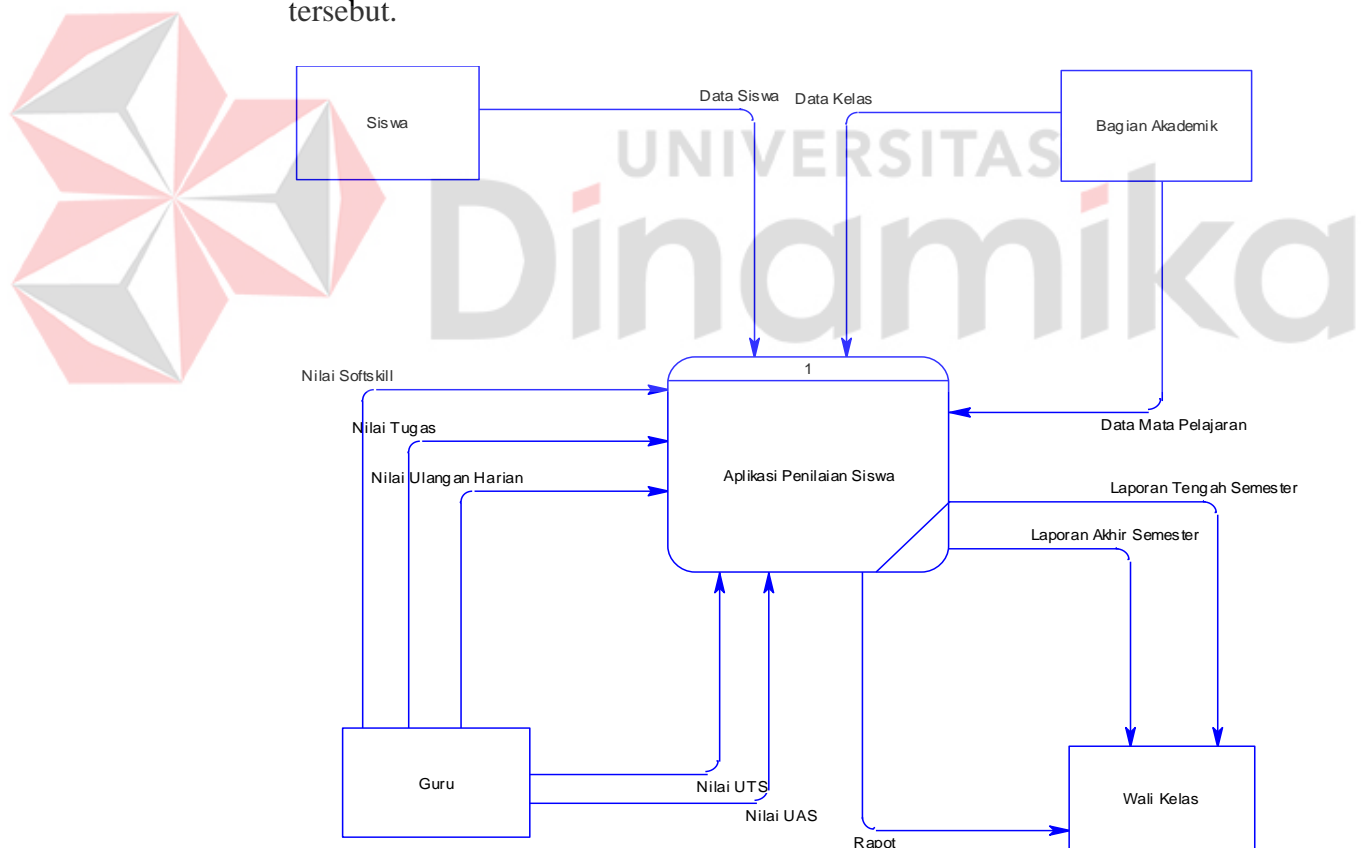 tersebut.
Siswa
Data Siswa
Data Kelas
Bagian Akademik
UNIVERSITAS
Dinamika
1
Nilai Softskill
Nilai Tugas
Nilai Ulangan Harian
Data Mata Pelajaran
Aplikasi Penilaian Siswa
Laporan Tengah Semester
Laporan Akhir Semester
Guru
Nilai UTS
Nilai UAS
Wali Kelas
Rapot